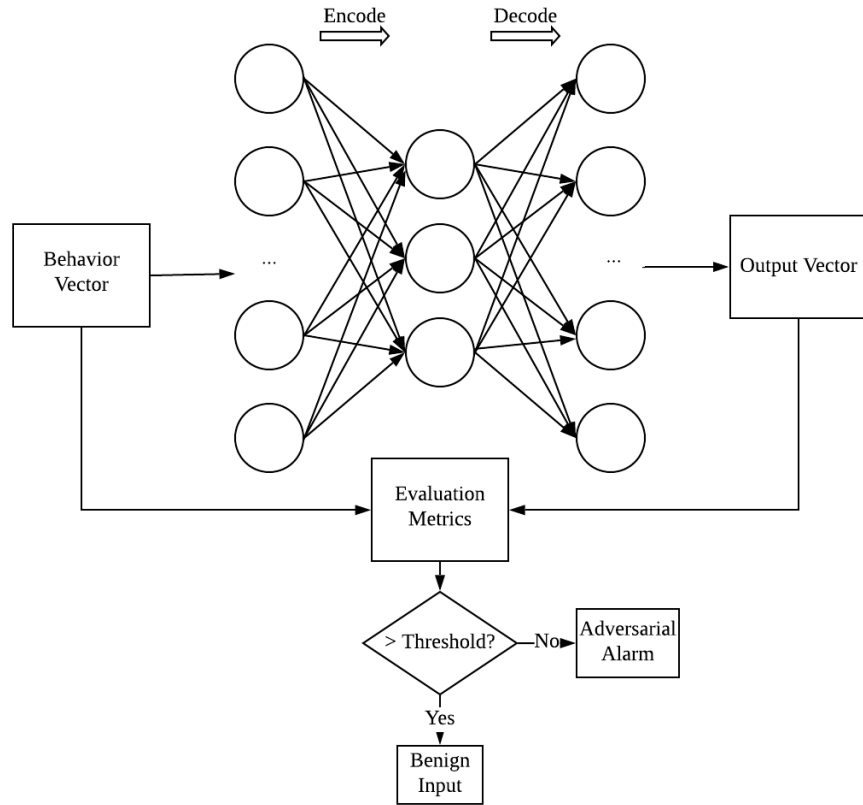 Encode
Decode
Behavior
Vector
...
...
Output Vector
Evaluation
Metrics
> Threshold?
No
Adversarial
Alarm
Yes
Benign
Input